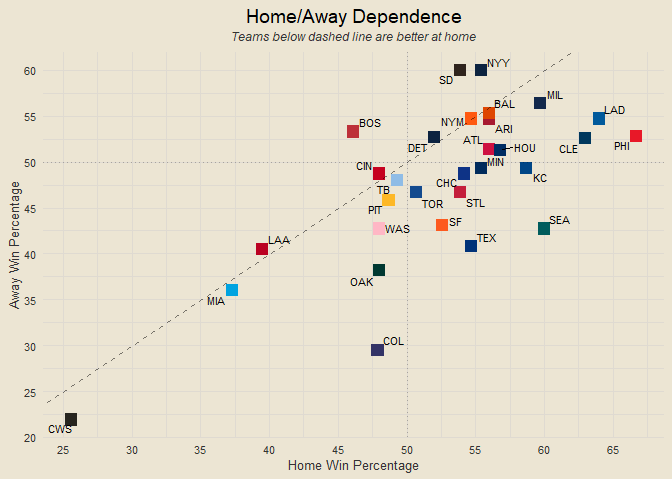 Home/Away Dependence
Teams below dashed line are better at home
Away Win Percentage
60
55
50
45
40
35
30
25
20
NYY
SD
MIL
BAL
LAD
NYM
BOS
ARI
DET
ATL
HOU
CLE
PHI
CIN
MIN
KC
CHC
TB
TOR
STL
PIT
SEA
SF
WAS
TEX
LAA
OAK
MIA
COL
CWS
25
30
35
40
45
50
55
60
65
Home Win Percentage